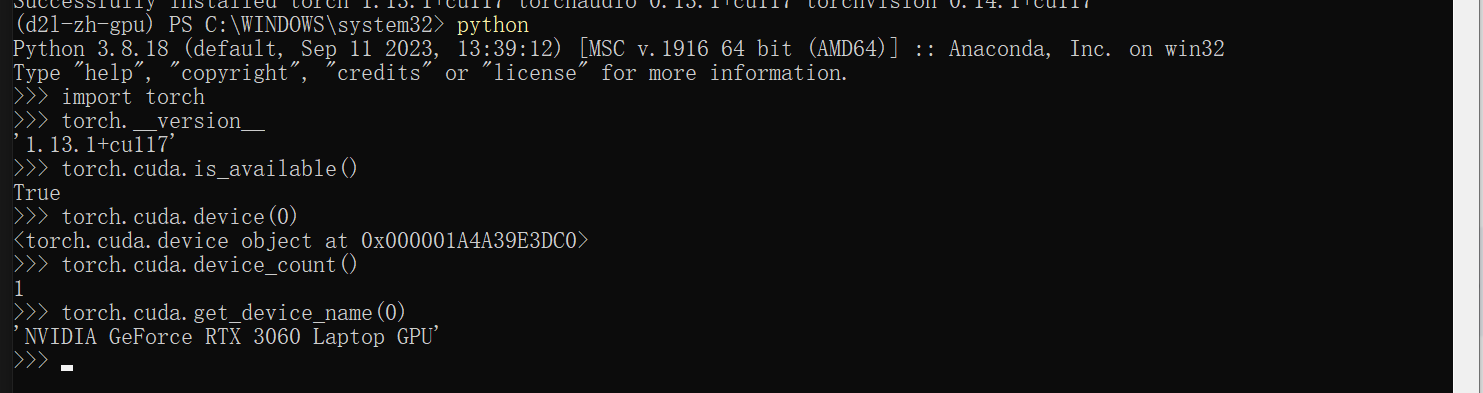 Successfully installed torch-1.13.1+cu117 torchaudio-0.13.1+cu117 torchvision-0.14.1+cu117
(d2l-zh-gpu) PS C:\WINDOWS\system32> python
Python 3.8.18 (default, Sep 11 2023, 13:39:12) [MSC v.1916 64 bit (AMD64)] :: Anaconda, Inc. on win32
Type "help", "copyright", "credits" or "license" for more information.
>>> import torch
>>> torch.__version__
'1.13.1+cu117'
>>> torch.cuda.is_available()
True
>>> torch.cuda.device(0)
<torch.cuda.device object at 0x000001A4A39E3DC0>
>>> torch.cuda.device_count()
1
>>> torch.cuda.get_device_name(0)
'NVIDIA GeForce RTX 3060 Laptop GPU'
>>>